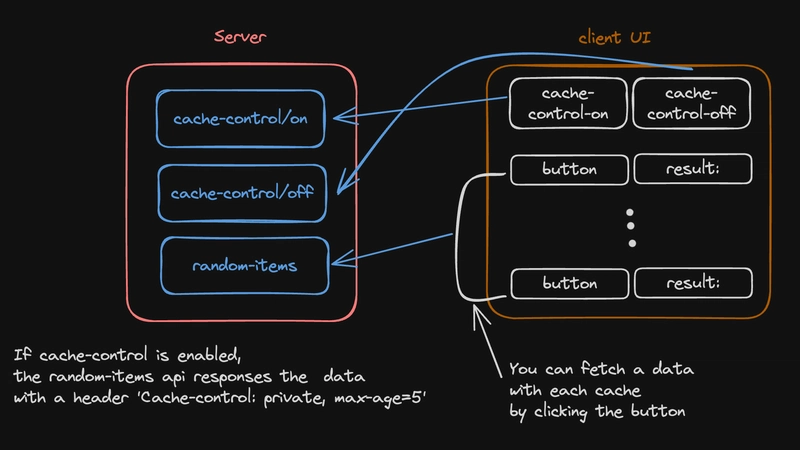 Server
client UI
cache-control/on
cache-control/off
random-items
cache-
control-on
cache-
control-off
button
result:
button
result:
If cache-control is enabled,
the random-items api responses the data
with a header 'Cache-control: private, max-age=5'
You can fetch a data
with each cache
by clicking the button